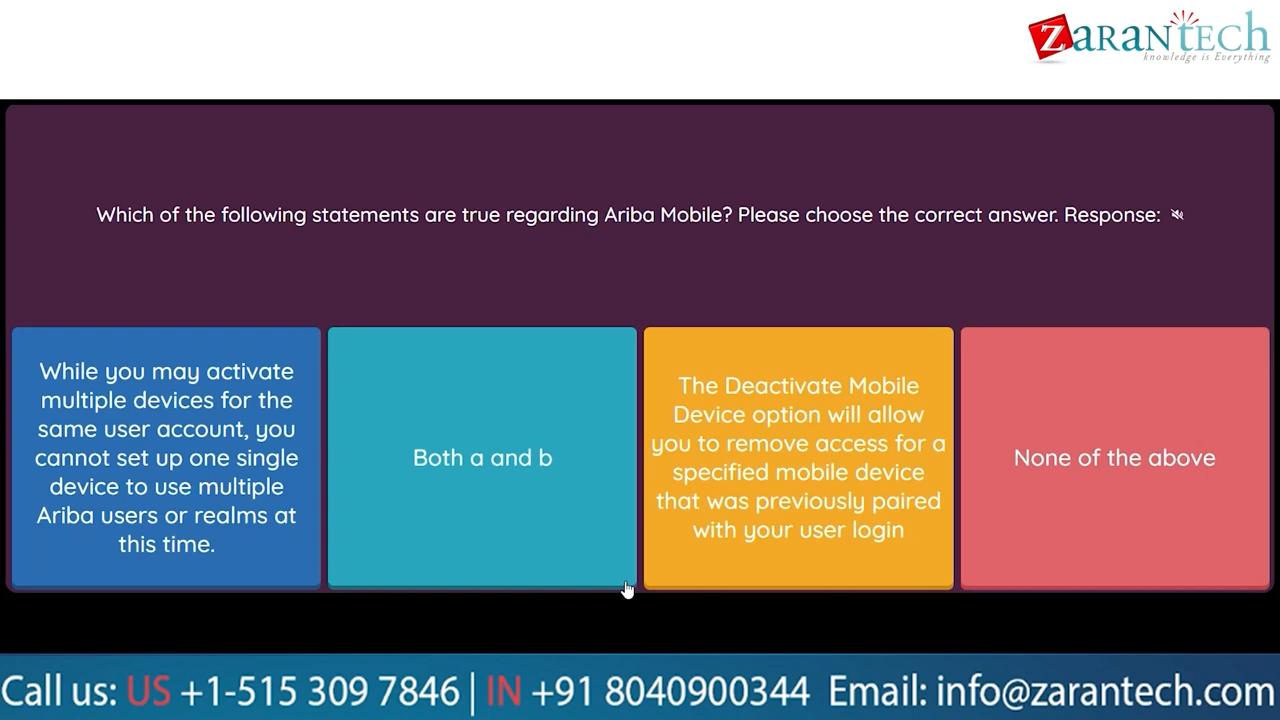 ZARANTECH
knowledge is Everything
Which of the following statements are true regarding Ariba Mobile? Please choose the correct answer. Response:
While you may activate
multiple devices for the
same user account, you
cannot set up one single
device to use multiple
Ariba users or realms at
this time.
Both a and b
The Deactivate Mobile
Device option will allow
you to remove access for a
specified mobile device
that was previously paired
with your user login
None of the above
Call us: US +1-515 309 7846 | IN +91 8040900344 Email: info@zarantech.com